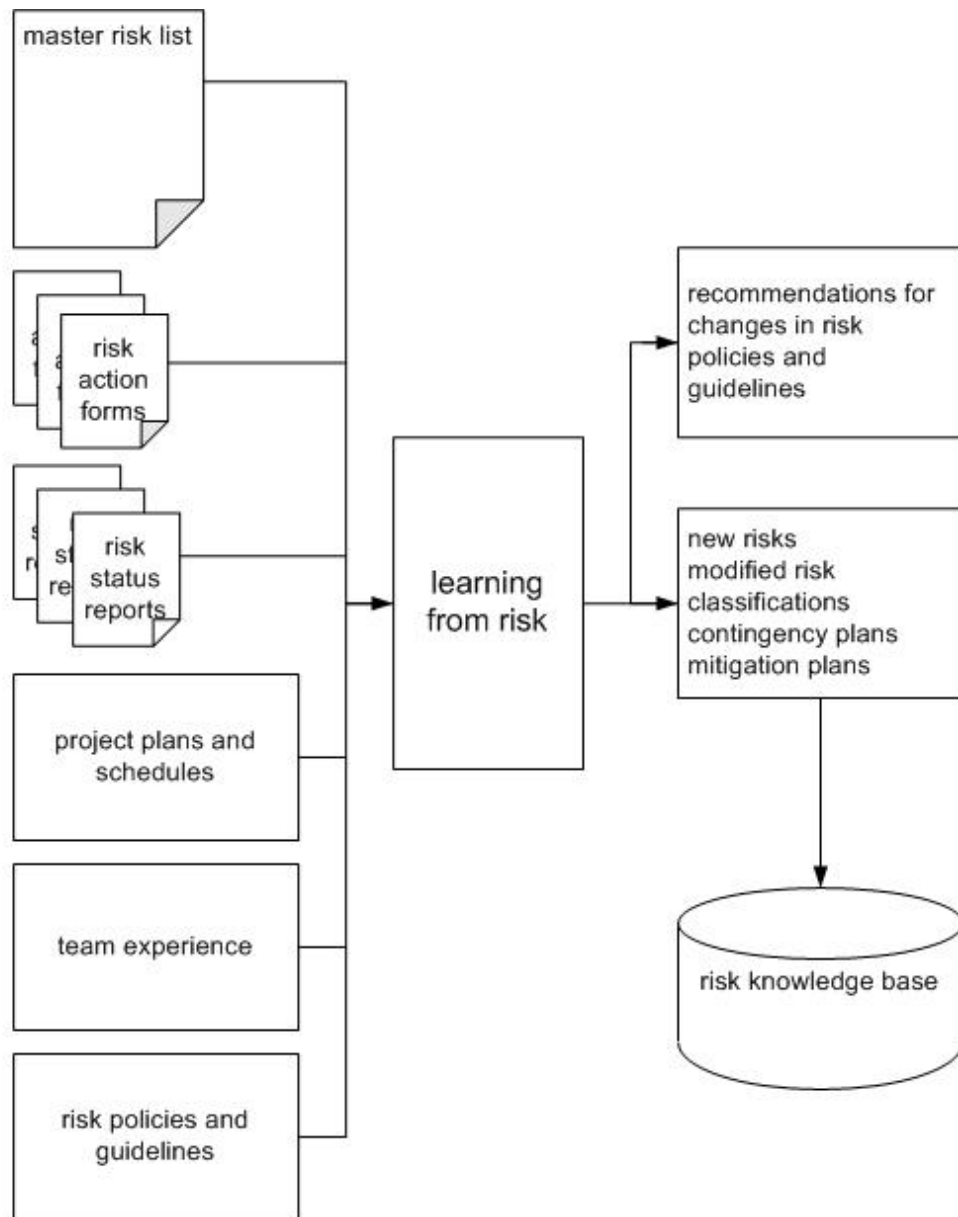 master risk list
risk
action
forms
risk
status
reports
project plans and
schedules
team experience
risk policies and
guidelines
learning
from risk
recommendations for
changes in risk
policies and
guidelines
new risks
modified risk
classifications
contingency plans
mitigation plans
risk knowledge base